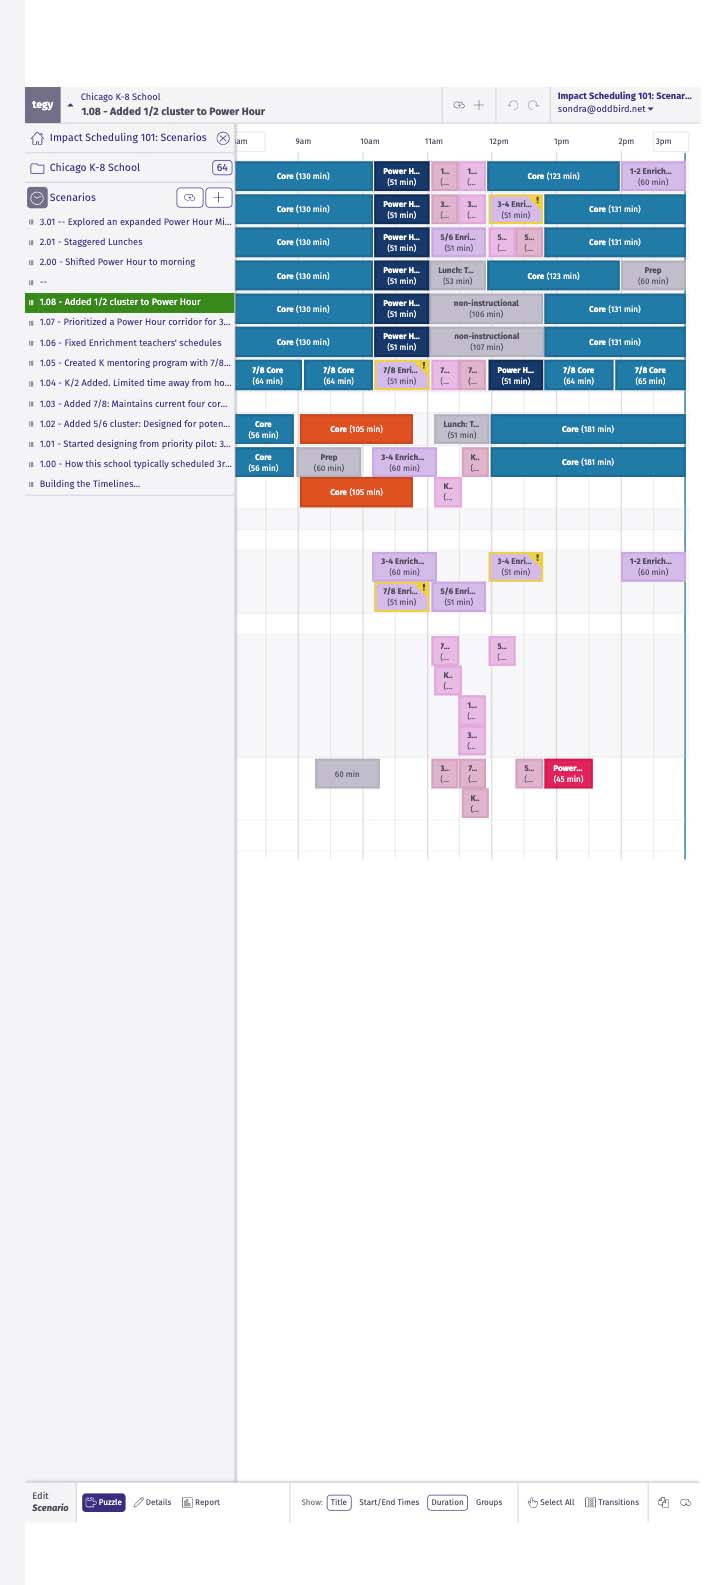 tegy
Chicago K-8 School
1.08 - Added 1/2 cluster to Power Hour
Impact Scheduling 101: Scenar...
sondra@oddbird.net
Impact Scheduling 101: Scenarios
Chicago K-8 School 64
Scenarios
3.01 -- Explored an expanded Power Hour Mi...
2.01 - Staggered Lunches
2.00 - Shifted Power Hour to morning
--
1.08 - Added 1/2 cluster to Power Hour
1.07 - Prioritized a Power Hour corridor for 3...
1.06 - Fixed Enrichment teachers' schedules
1.05 - Created K mentoring program with 7/8...
1.04 - K/2 Added. Limited time away from ho...
1.03 - Added 7/8: Maintains current four cor...
1.02 - Added 5/6 cluster: Designed for poten...
1.01 - Started designing from priority pilot: 3...
1.00 - How this school typically scheduled 3r...
Building the Timelines...
am 9am 10am 11am 12pm 1pm 2pm 3pm
Core (130 min) Power H... (51 min) 1... (... 1... (... Core (123 min) 1-2 Enrich... (60 min)
Core (130 min) Power H... (51 min) 3... (... 3... (... 3-4 Enri... (51 min) ! Core (131 min)
Core (130 min) Power H... (51 min) 5/6 Enri... (51 min) 5... (... 5... (... Core (131 min)
Core (130 min) Power H... (51 min) Lunch: T... (53 min) Core (123 min) Prep (60 min)
Core (130 min) Power H... (51 min) non-instructional (106 min) Core (131 min)
Core (130 min) Power H... (51 min) non-instructional (107 min) Core (131 min)
7/8 Core (64 min) 7/8 Core (64 min) 7/8 Enri... (51 min) ! 7... (... 7... (... Power H... (51 min) 7/8 Core (64 min) 7/8 Core (65 min)
Core (56 min) Core (105 min) Lunch: T... (51 min) Core (181 min)
Core (56 min) Prep (60 min) 3-4 Enrich... (60 min) K.. (... Core (181 min)
Core (105 min) K.. (...
3-4 Enrich... (60 min) 3-4 Enri... (51 min) ! 1-2 Enrich... (60 min)
7/8 Enri... (51 min) ! 5/6 Enri... (51 min)
7... (... 5... (...
K.. (...
1... (...
3... (...
60 min 3... (... 7... (... 5... (... Power... (45 min)
K.. (...
Edit
Scenario
Puzzle Details Report
Show: Title Start/End Times Duration Groups
Select All Transitions